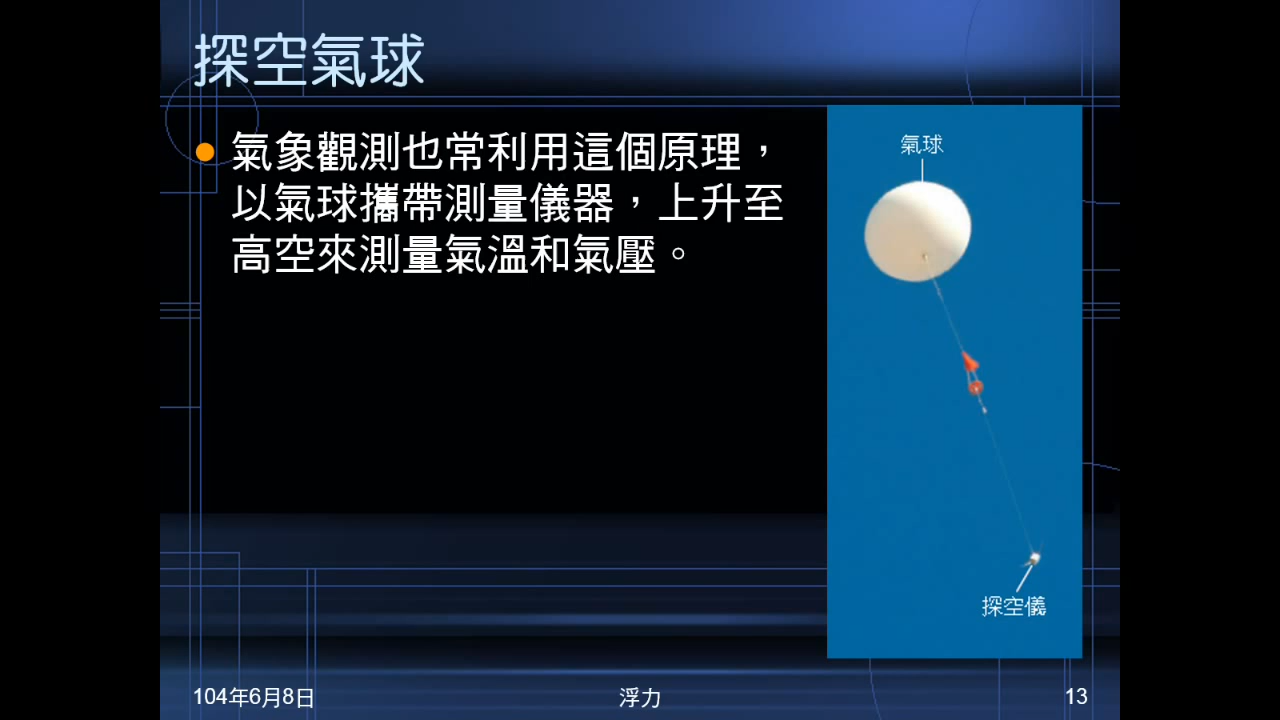 探空氣球
氣象觀測也常利用這個原理，
以氣球攜帶測量儀器，上升至
高空來測量氣溫和氣壓。
氣球
探空儀
104年6月8日
浮力
13